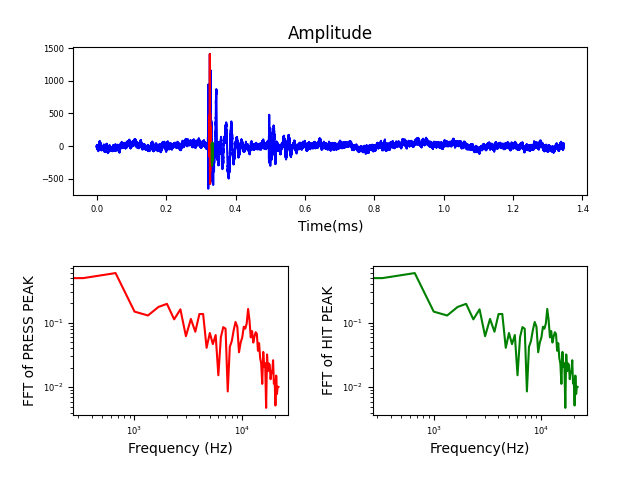 Amplitude
1500
1000
500
0
−500
0.0 0.2 0.4 0.6 0.8 1.0 1.2 1.4
Time(ms)
FFT of PRESS PEAK
10⁻¹
10⁻²
10³ 10⁴
Frequency (Hz)
FFT of HIT PEAK
10⁻¹
10⁻²
10³ 10⁴
Frequency(Hz)